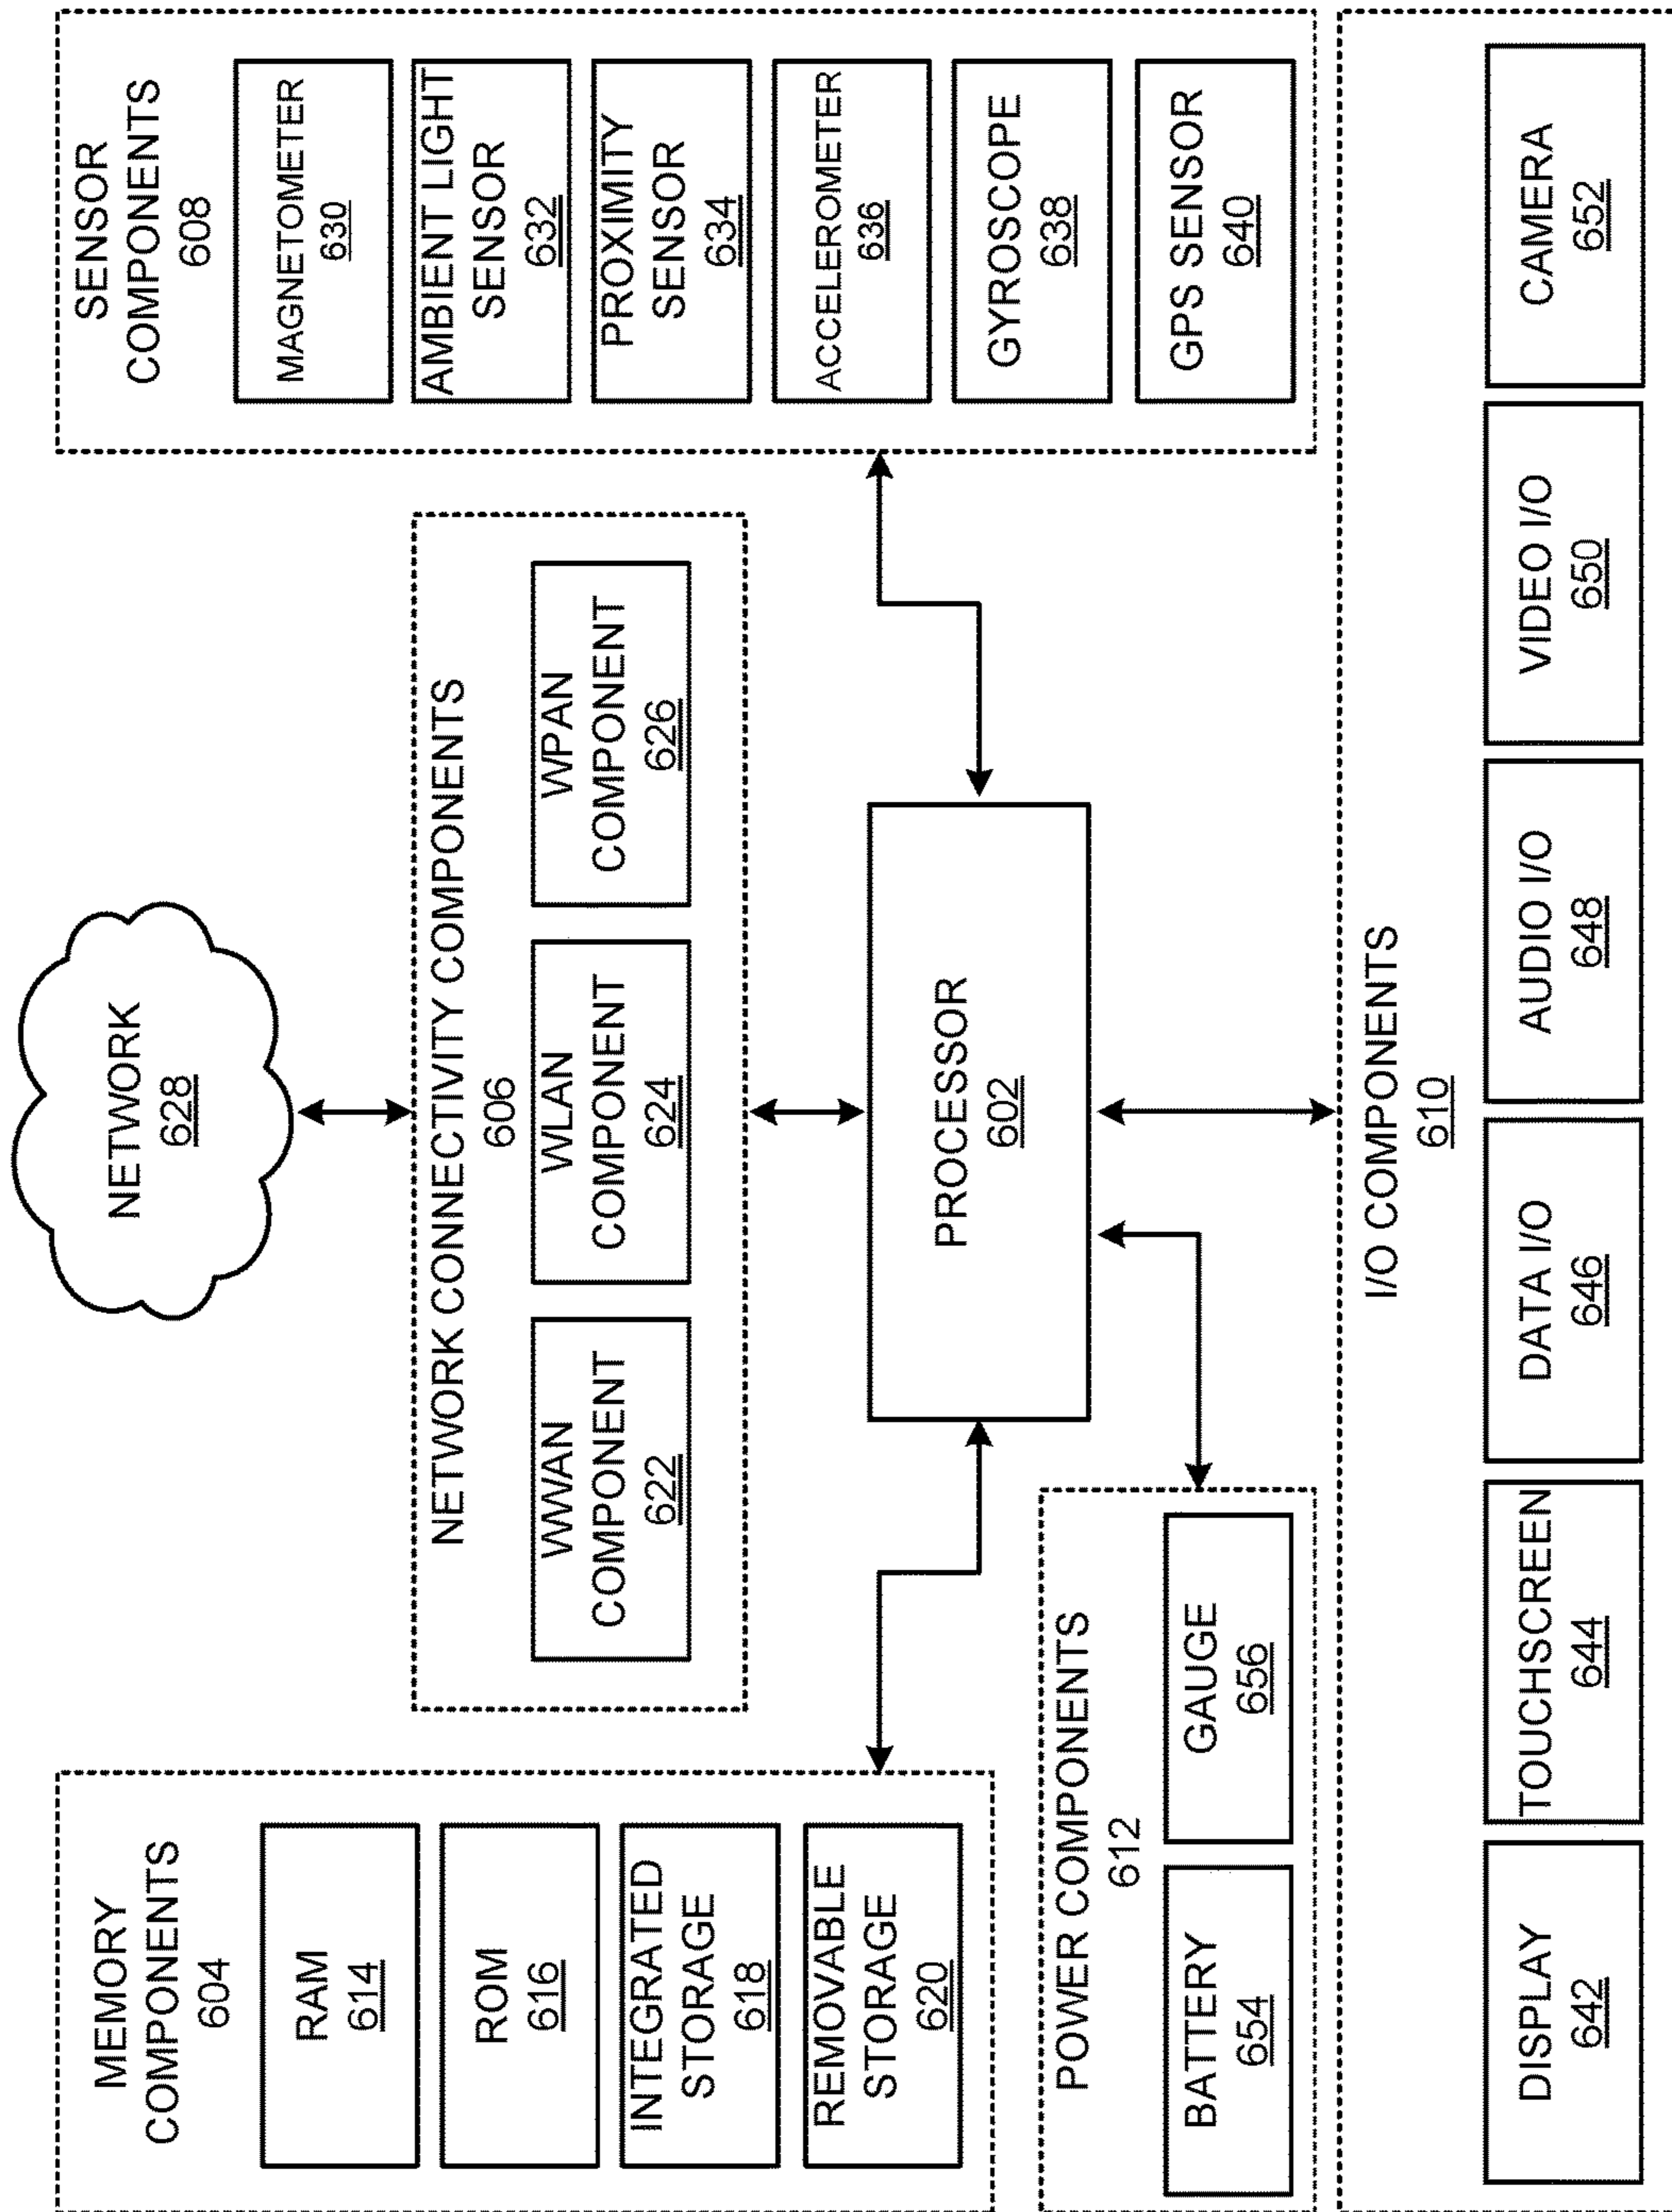 NETWORK
628
MEMORY
COMPONENTS
604
RAM
614
ROM
616
INTEGRATED
STORAGE
618
REMOVABLE
STORAGE
620
NETWORK CONNECTIVITY COMPONENTS
606
WWAN
COMPONENT
622
WLAN
COMPONENT
624
WPAN
COMPONENT
626
SENSOR
COMPONENTS
608
MAGNETOMETER
630
AMBIENT LIGHT
SENSOR
632
PROXIMITY
SENSOR
634
ACCELEROMETER
636
GYROSCOPE
638
GPS SENSOR
640
PROCESSOR
602
POWER COMPONENTS
612
BATTERY
654
GAUGE
656
I/O COMPONENTS
610
DISPLAY
642
TOUCHSCREEN
644
DATA I/O
646
AUDIO I/O
648
VIDEO I/O
650
CAMERA
652